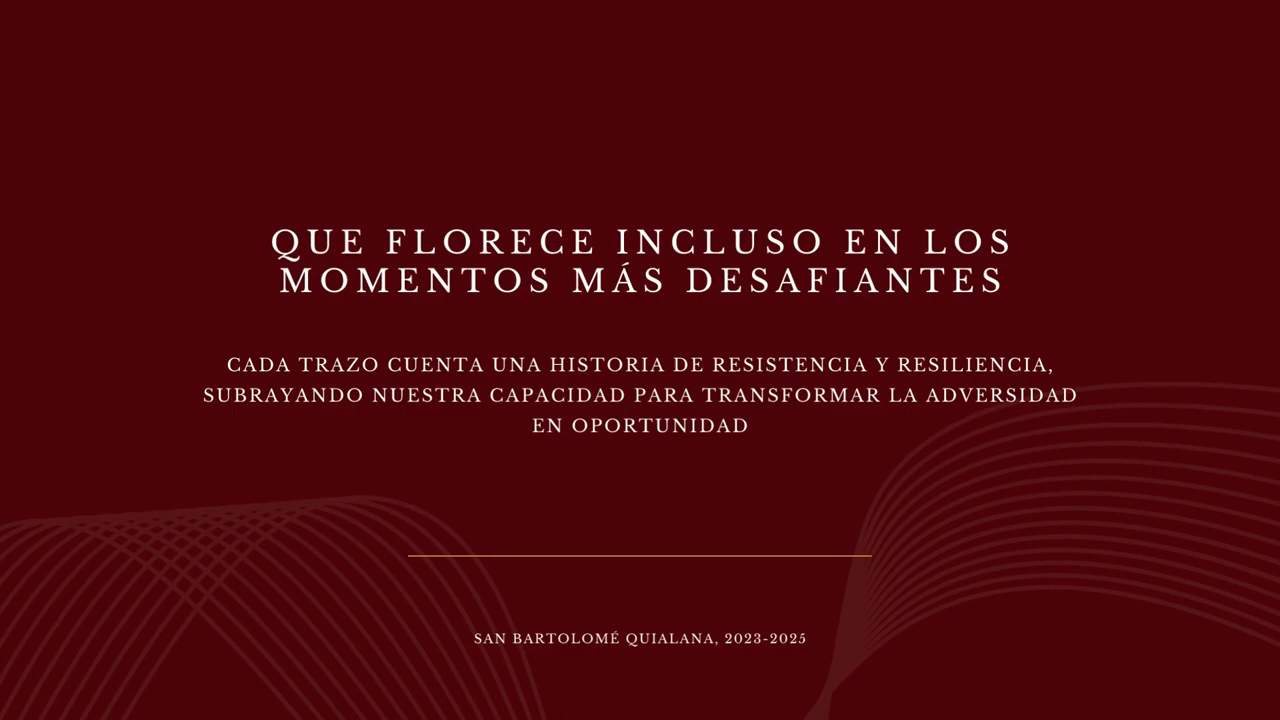 QUE FLORECE INCLUSO EN LOS
MOMENTOS MÁS DESAFIANTES
CADA TRAZO CUENTA UNA HISTORIA DE RESISTENCIA Y RESILIENCIA,
SUBRAYANDO NUESTRA CAPACIDAD PARA TRANSFORMAR LA ADVERSIDAD
EN OPORTUNIDAD
SAN BARTOLOMÉ QUIALANA, 2023-2025